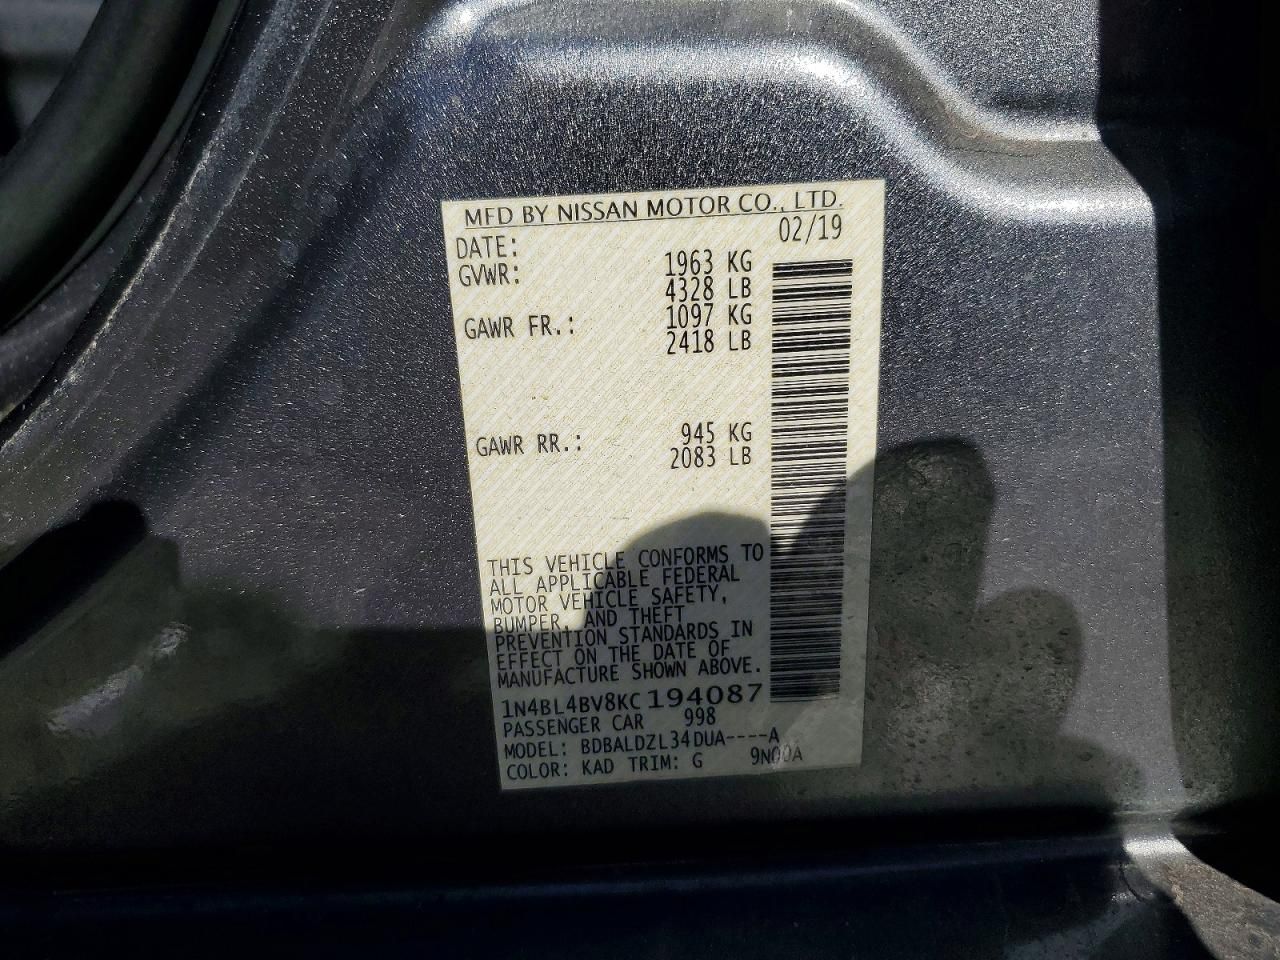 MFD BY NISSAN MOTOR CO., LTD.
DATE: 02/19
GVWR: 1963 KG
4328 LB
GAWR FR.: 1097 KG
2418 LB
GAWR RR.: 945 KG
2083 LB
THIS VEHICLE CONFORMS TO
ALL APPLICABLE FEDERAL
MOTOR VEHICLE SAFETY,
BUMPER, AND THEFT
PREVENTION STANDARDS IN
EFFECT ON THE DATE OF
MANUFACTURE SHOWN ABOVE.
1N4BL4BV8KC194087
PASSENGER CAR 998
MODEL: BDBALDZL34DUA----A
COLOR: KAD TRIM: G 9N00A